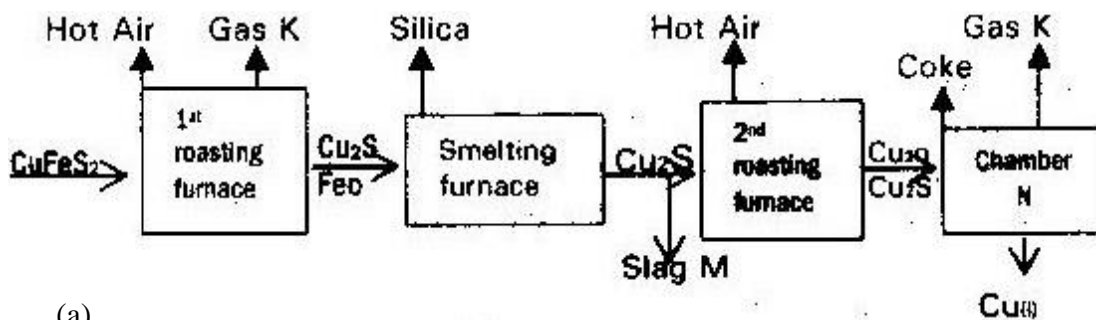 Hot Air
Gas K
Silica
Hot Air
Gas K
Coke
CuFeS₂
1st
roasting
furnace
Cu₂S
Feo
Smelting
furnace
Cu₂S
Slag M
2nd
roasting
furnace
Cu₂O
Cu₂S
Chamber
N
Cu(l)
(a)